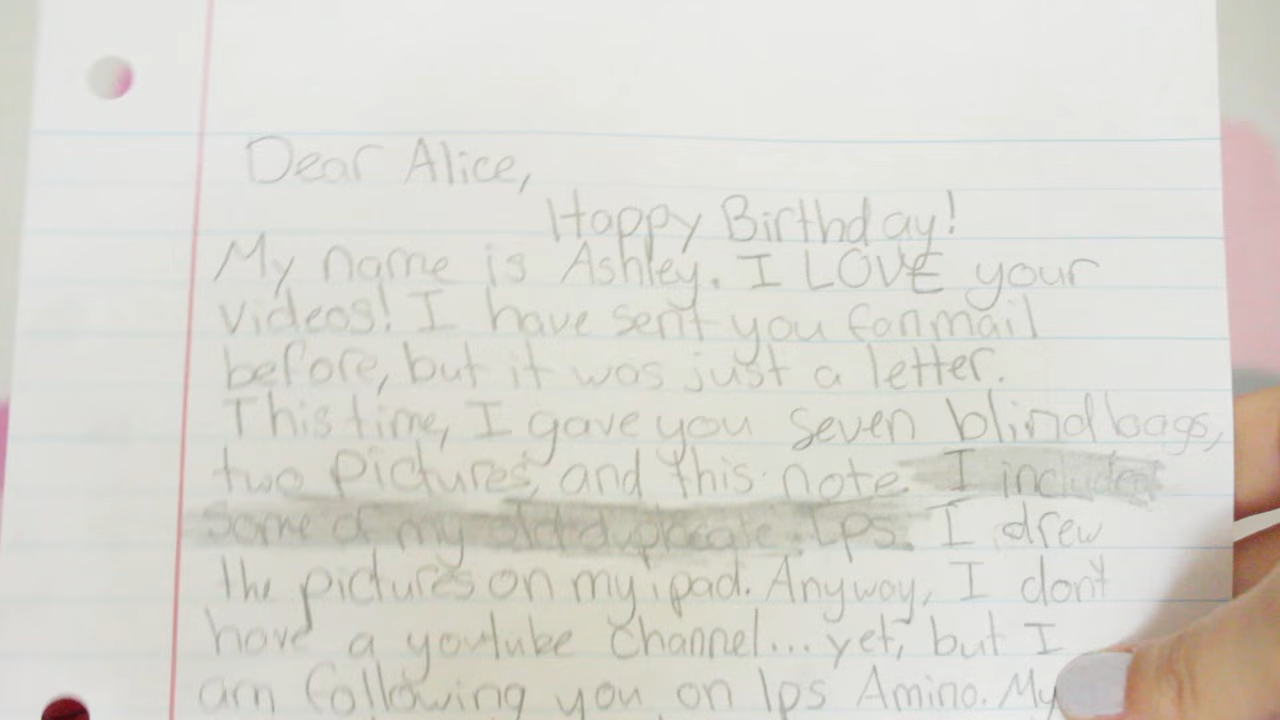 Dear Alice,
Happy Birthday!
My name is Ashley. I LOVE your
videos! I have sent you fanmail
before, but it was just a letter.
This time, I gave you seven blind bags,
two pictures, and this note. I included
some of my old duplicate lps. I drew
the pictures on my ipad. Anyway, I don't
have a youtube channel... yet, but I
am following you on lps Amino. My